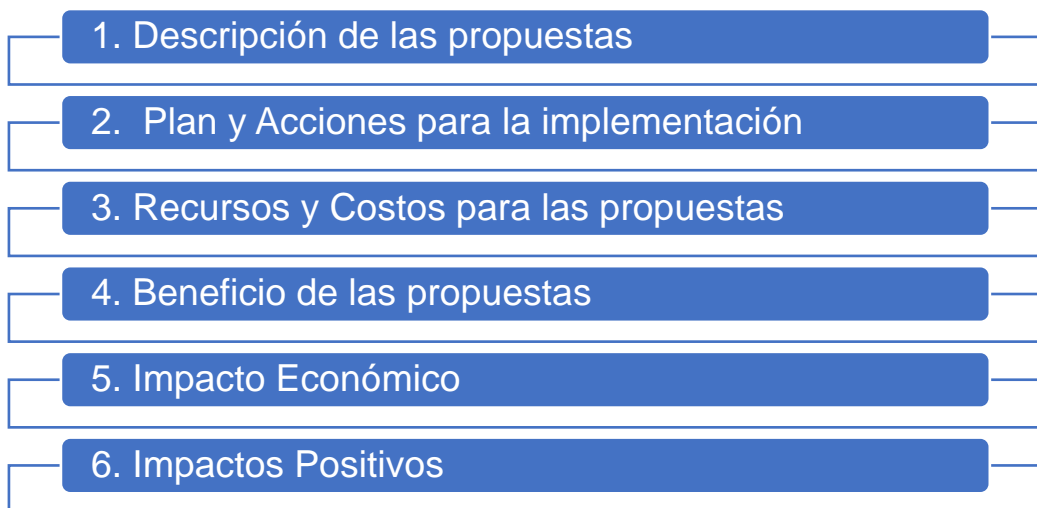 1. Descripción de las propuestas
2. Plan y Acciones para la implementación
3. Recursos y Costos para las propuestas
4. Beneficio de las propuestas
5. Impacto Económico
6. Impactos Positivos